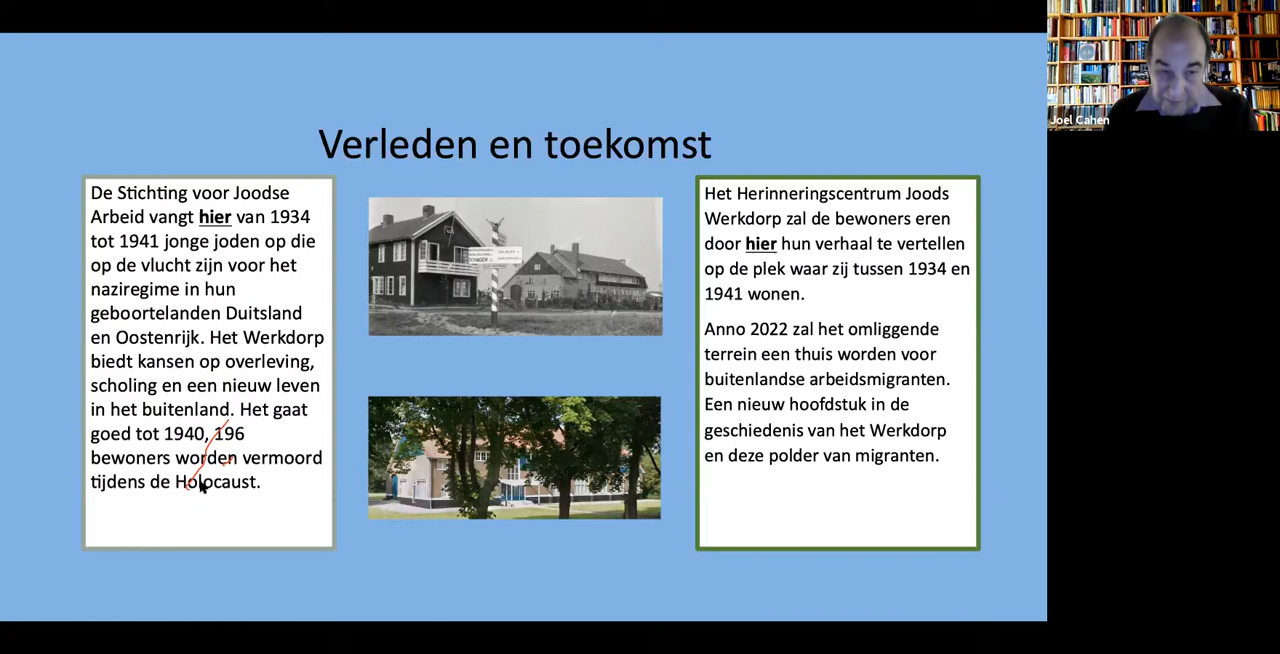 Verleden en toekomst
De Stichting voor Joodse
Arbeid vangt hier van 1934
tot 1941 jonge joden op die
op de vlucht zijn voor het
naziregime in hun
geboortelanden Duitsland
en Oostenrijk. Het Werkdorp
biedt kansen op overleving,
scholing en een nieuw leven
in het buitenland. Het gaat
goed tot 1940, 196
bewoners worden vermoord
tijdens de Holocaust.
Het Herinneringscentrum Joods
Werkdorp zal de bewoners eren
door hier hun verhaal te vertellen
op de plek waar zij tussen 1934 en
1941 wonen.
Anno 2022 zal het omliggende
terrein een thuis worden voor
buitenlandse arbeidsmigranten.
Een nieuw hoofdstuk in de
geschiedenis van het Werkdorp
en deze polder van migranten.
Joel Cahen